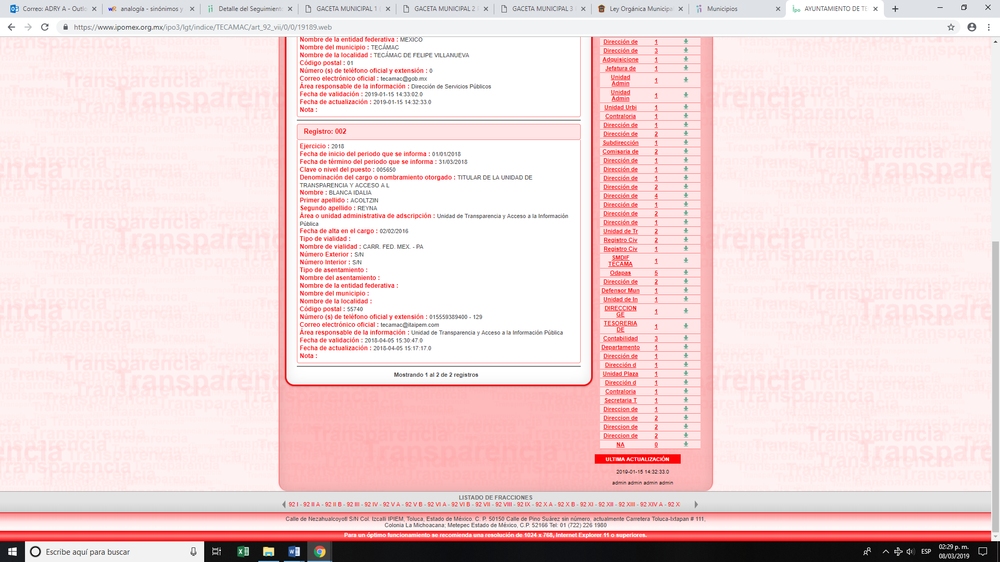 Correo: ADRY A - Outlo
analogía - sinónimos y
Detalle del Seguimiento
GACETA MUNICIPAL 1 (
GACETA MUNICIPAL 2 F
GACETA MUNICIPAL 3 I
Ley Orgánica Municipal
Municipios
AYUNTAMIENTO DE TE
https://www.ipomex.org.mx/ipo3/lgt/indice/TECAMAC/art_92_vii/0/0/19189.web
Nombre de la entidad federativa : MEXICO
Nombre del municipio : TECÁMAC
Nombre de la localidad : TECÁMAC DE FELIPE VILLANUEVA
Código postal : 01
Número (s) de teléfono oficial y extensión : 0
Correo electrónico oficial : tecamac@gob.mx
Área responsable de la información : Dirección de Servicios Públicos
Fecha de validación : 2019-01-15 14:33:02.0
Fecha de actualización : 2019-01-15 14:32:33.0
Nota :
Registro: 002
Ejercicio : 2018
Fecha de inicio del periodo que se informa : 01/01/2018
Fecha de término del periodo que se informa : 31/03/2018
Clave o nivel del puesto : 005650
Denominación del cargo o nombramiento otorgado : TITULAR DE LA UNIDAD DE
TRANSPARENCIA Y ACCESO A L
Nombre : BLANCA IDALIA
Primer apellido : ACOLTZIN
Segundo apellido : REYNA
Área o unidad administrativa de adscripción : Unidad de Transparencia y Acceso a la Información
Pública
Fecha de alta en el cargo : 02/02/2016
Tipo de vialidad :
Nombre de vialidad : CARR. FED. MEX. - PA
Número Exterior : S/N
Número Interior : S/N
Tipo de asentamiento :
Nombre del asentamiento :
Nombre de la entidad federativa :
Nombre del municipio :
Nombre de la localidad :
Código postal : 55740
Número (s) de teléfono oficial y extensión : 015559389400 - 129
Correo electrónico oficial : tecamac@itaipem.com
Área responsable de la información : Unidad de Transparencia y Acceso a la Información Pública
Fecha de validación : 2018-04-05 15:30:47.0
Fecha de actualización : 2018-04-05 15:17:17.0
Nota :
Mostrando 1 al 2 de 2 registros
Dirección de 1
Dirección de 3
Adquisicione 1
Jefatura de 1
Unidad
Admin 1
Unidad
Admin 1
Unidad Urbi 1
Contraloria 1
Dirección de 1
Dirección de 2
Subdirección 1
Comisaria de 2
Dirección de 1
Dirección de 1
Dirección de 1
Dirección de 2
Dirección de 4
Dirección de 1
Dirección de 2
Dirección de 1
Unidad de Tr 2
Registro Civ 2
Registro Civ 1
SMDIF
TECAMA 1
Odapas 5
Dirección de 2
Defensor Mun 1
Unidad de In 1
DIRECCION
GE 1
TESORERIA
DE 1
Contabilidad 3
Departamento 1
Dirección de 1
Dirección d 1
Unidad Plaza 1
Dirección d 1
Contraloria 1
Secretaria T 1
Direccion de 1
Direccion de 2
Direccion de 2
Direccion de 2
NA 0
ULTIMA ACTUALIZACIÓN
2019-01-15 14:32:33.0
admin admin admin admin
LISTADO DE FRACCIONES
92 I - 92 II A - 92 II B - 92 III - 92 IV - 92 V A - 92 V B - 92 VI A - 92 VI B - 92 VII - 92 VIII - 92 IX - 92 X A - 92 X B - 92 XI - 92 XII - 92 XIII - 92 XIV A - 92 XI
Calle de Nezahualcoyotl S/N Col. Izcalli IPIEM, Toluca, Estado de México. C. P. 50150 Calle de Pino Suárez sin número, actualmente Carretera Toluca-Ixtapan # 111,
Colonia La Michoacana; Metepec Estado de México, C.P. 52166 Tel: 01 (722) 226 1980
Para un óptimo funcionamiento se recomienda una resolución de 1024 x 768, Internet Explorer 11 o superiores.
Escribe aquí para buscar
ESP
02:29 p. m.
08/03/2019